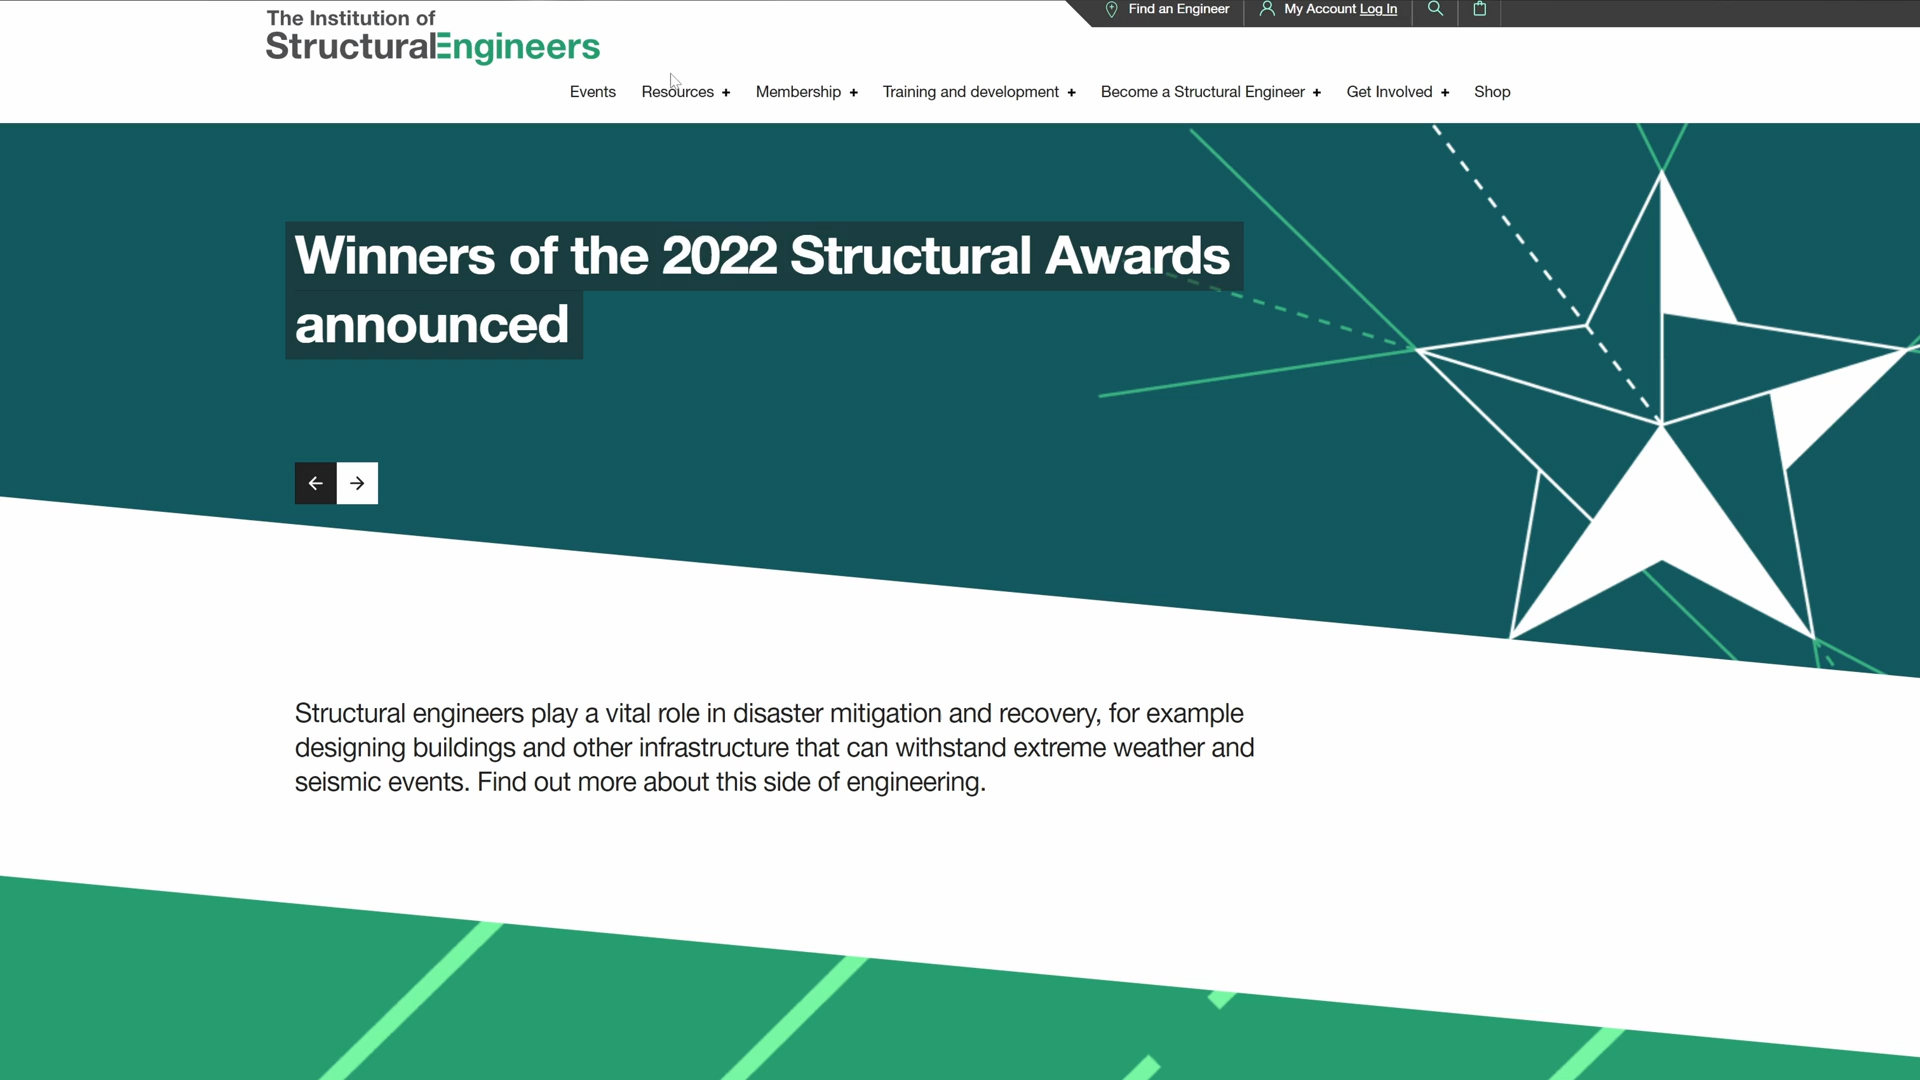 The Institution of
StructuralEngineers
Find an Engineer
My Account Log In
Events
Resources +
Membership +
Training and development +
Become a Structural Engineer +
Get Involved +
Shop
Winners of the 2022 Structural Awards
announced
Structural engineers play a vital role in disaster mitigation and recovery, for example
designing buildings and other infrastructure that can withstand extreme weather and
seismic events. Find out more about this side of engineering.